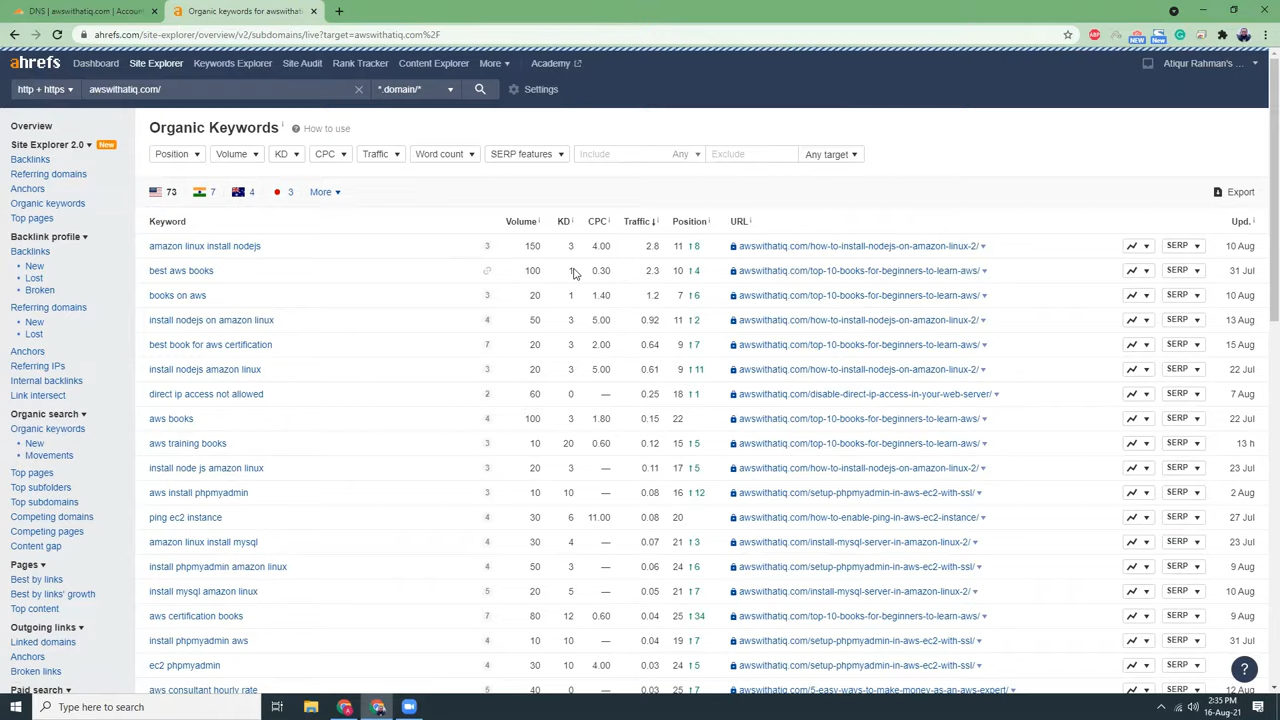 DNS | awswithatiq.com | Account
Organic keywords for awswithatiq
ahrefs.com/site-explorer/overview/v2/subdomains/live?target=awswithatiq.com%2F
ABP NEW New
ahrefs Dashboard Site Explorer Keywords Explorer Site Audit Rank Tracker Content Explorer More Academy Atiqur Rahman's ...
http + https awswithatiq.com/ *.domain/* Settings
Overview
Site Explorer 2.0 New
Backlinks
Referring domains
Anchors
Organic keywords
Top pages
Backlink profile
Backlinks
New
Lost
Broken
Referring domains
New
Lost
Anchors
Referring IPs
Internal backlinks
Link intersect
Organic search
Organic keywords
New
Movements
Top pages
Top subfolders
Top subdomains
Competing domains
Competing pages
Content gap
Pages
Best by links
Best by links' growth
Top content
Outgoing links
Linked domains
Anchors
Broken links
Paid search
Organic Keywords i ? How to use
Position Volume KD CPC Traffic Word count SERP features Include Any Exclude Any target
73 7 4 3 More Export
Keyword Volume KD CPC Traffic Position URL Upd.
amazon linux install nodejs 3 150 3 4.00 2.8 11 ↑8 awswithatiq.com/how-to-install-nodejs-on-amazon-linux-2/ SERP 10 Aug
best aws books 100 0.30 2.3 10 ↑4 awswithatiq.com/top-10-books-for-beginners-to-learn-aws/ SERP 31 Jul
books on aws 3 20 1 1.40 1.2 7 ↑6 awswithatiq.com/top-10-books-for-beginners-to-learn-aws/ SERP 10 Aug
install nodejs on amazon linux 4 50 3 5.00 0.92 11 ↑2 awswithatiq.com/how-to-install-nodejs-on-amazon-linux-2/ SERP 13 Aug
best book for aws certification 7 20 3 2.00 0.64 9 ↑1 awswithatiq.com/top-10-books-for-beginners-to-learn-aws/ SERP 15 Aug
install nodejs amazon linux 3 20 3 5.00 0.61 9 ↑11 awswithatiq.com/how-to-install-nodejs-on-amazon-linux-2/ SERP 22 Jul
direct ip access not allowed 2 60 0 — 0.25 18 ↑1 awswithatiq.com/disable-direct-ip-access-in-your-web-server/ SERP 7 Aug
aws books 4 100 3 1.80 0.15 22 awswithatiq.com/top-10-books-for-beginners-to-learn-aws/ SERP 22 Jul
aws training books 3 10 20 0.60 0.12 15 ↑5 awswithatiq.com/top-10-books-for-beginners-to-learn-aws/ SERP 13 h
install node js amazon linux 3 20 3 — 0.11 17 ↑5 awswithatiq.com/how-to-install-nodejs-on-amazon-linux-2/ SERP 23 Jul
aws install phpmyadmin 3 10 10 — 0.08 16 ↑12 awswithatiq.com/setup-phpmyadmin-in-aws-ec2-with-ssl/ SERP 2 Aug
ping ec2 instance 4 30 6 11.00 0.08 20 awswithatiq.com/how-to-enable-ping-in-aws-ec2-instance/ SERP 27 Jul
amazon linux install mysql 4 30 4 — 0.07 21 ↑3 awswithatiq.com/install-mysql-server-in-amazon-linux-2/ SERP 23 Jul
install phpmyadmin amazon linux 4 50 3 — 0.06 24 ↑6 awswithatiq.com/setup-phpmyadmin-in-aws-ec2-with-ssl/ SERP 9 Aug
install mysql amazon linux 5 20 5 — 0.05 21 ↑7 awswithatiq.com/install-mysql-server-in-amazon-linux-2/ SERP 10 Aug
aws certification books 7 80 12 0.60 0.04 25 ↑34 awswithatiq.com/top-10-books-for-beginners-to-learn-aws/ SERP 9 Aug
install phpmyadmin aws 4 10 10 — 0.04 19 ↑7 awswithatiq.com/setup-phpmyadmin-in-aws-ec2-with-ssl/ SERP 31 Jul
ec2 phpmyadmin 4 30 10 4.00 0.03 24 ↑5 awswithatiq.com/setup-phpmyadmin-in-aws-ec2-with-ssl/ SERP 9 Aug
aws consultant hourly rate 5 40 0 — 0.03 25 ↑7 awswithatiq.com/5-easy-ways-to-make-money-as-an-aws-expert/ SERP 12 Aug
?
Type here to search 2:35 PM
16-Aug-21